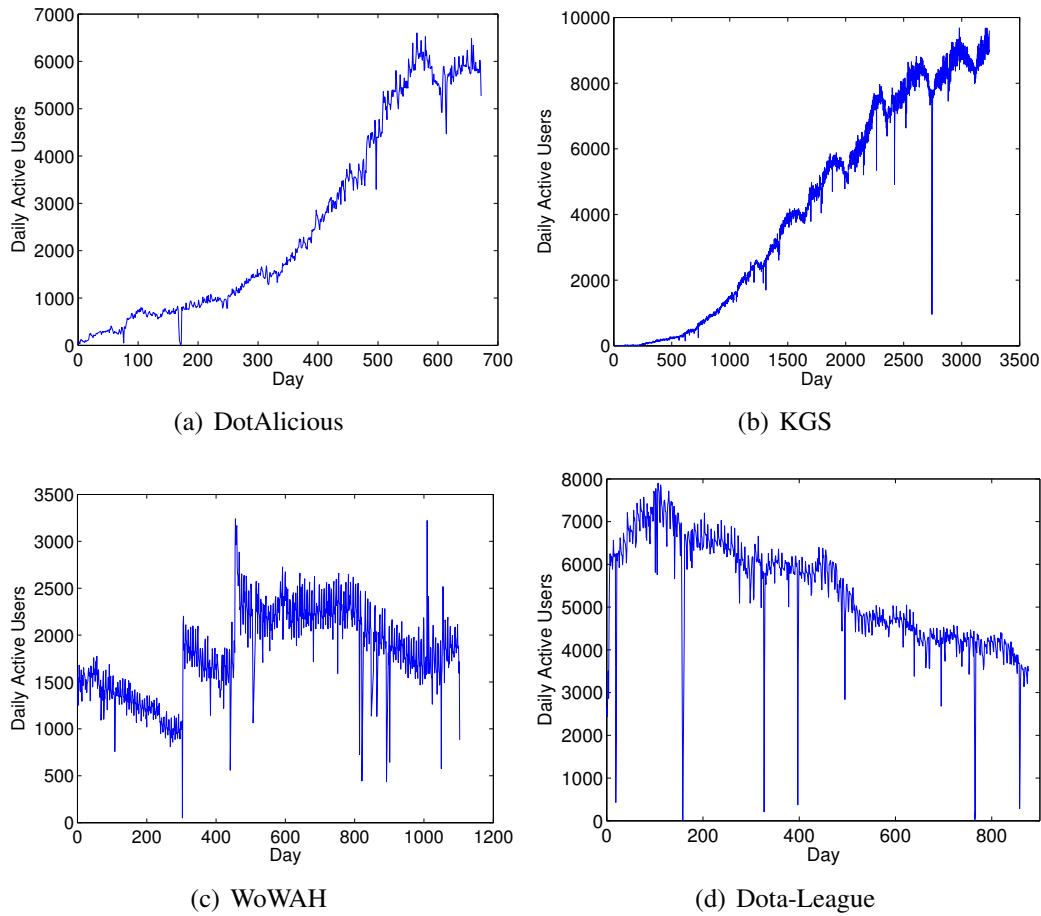 7000
6000
5000
4000
3000
2000
1000
0
0 100 200 300 400 500 600 700
Daily Active Users
Day
(a) DotAlicious
10000
8000
6000
4000
2000
0
0 500 1000 1500 2000 2500 3000 3500
Daily Active Users
Day
(b) KGS
3500
3000
2500
2000
1500
1000
500
0
0 200 400 600 800 1000 1200
Daily Active Users
Day
(c) WoWAH
8000
7000
6000
5000
4000
3000
2000
1000
0
0 200 400 600 800
Daily Active Users
Day
(d) Dota-League